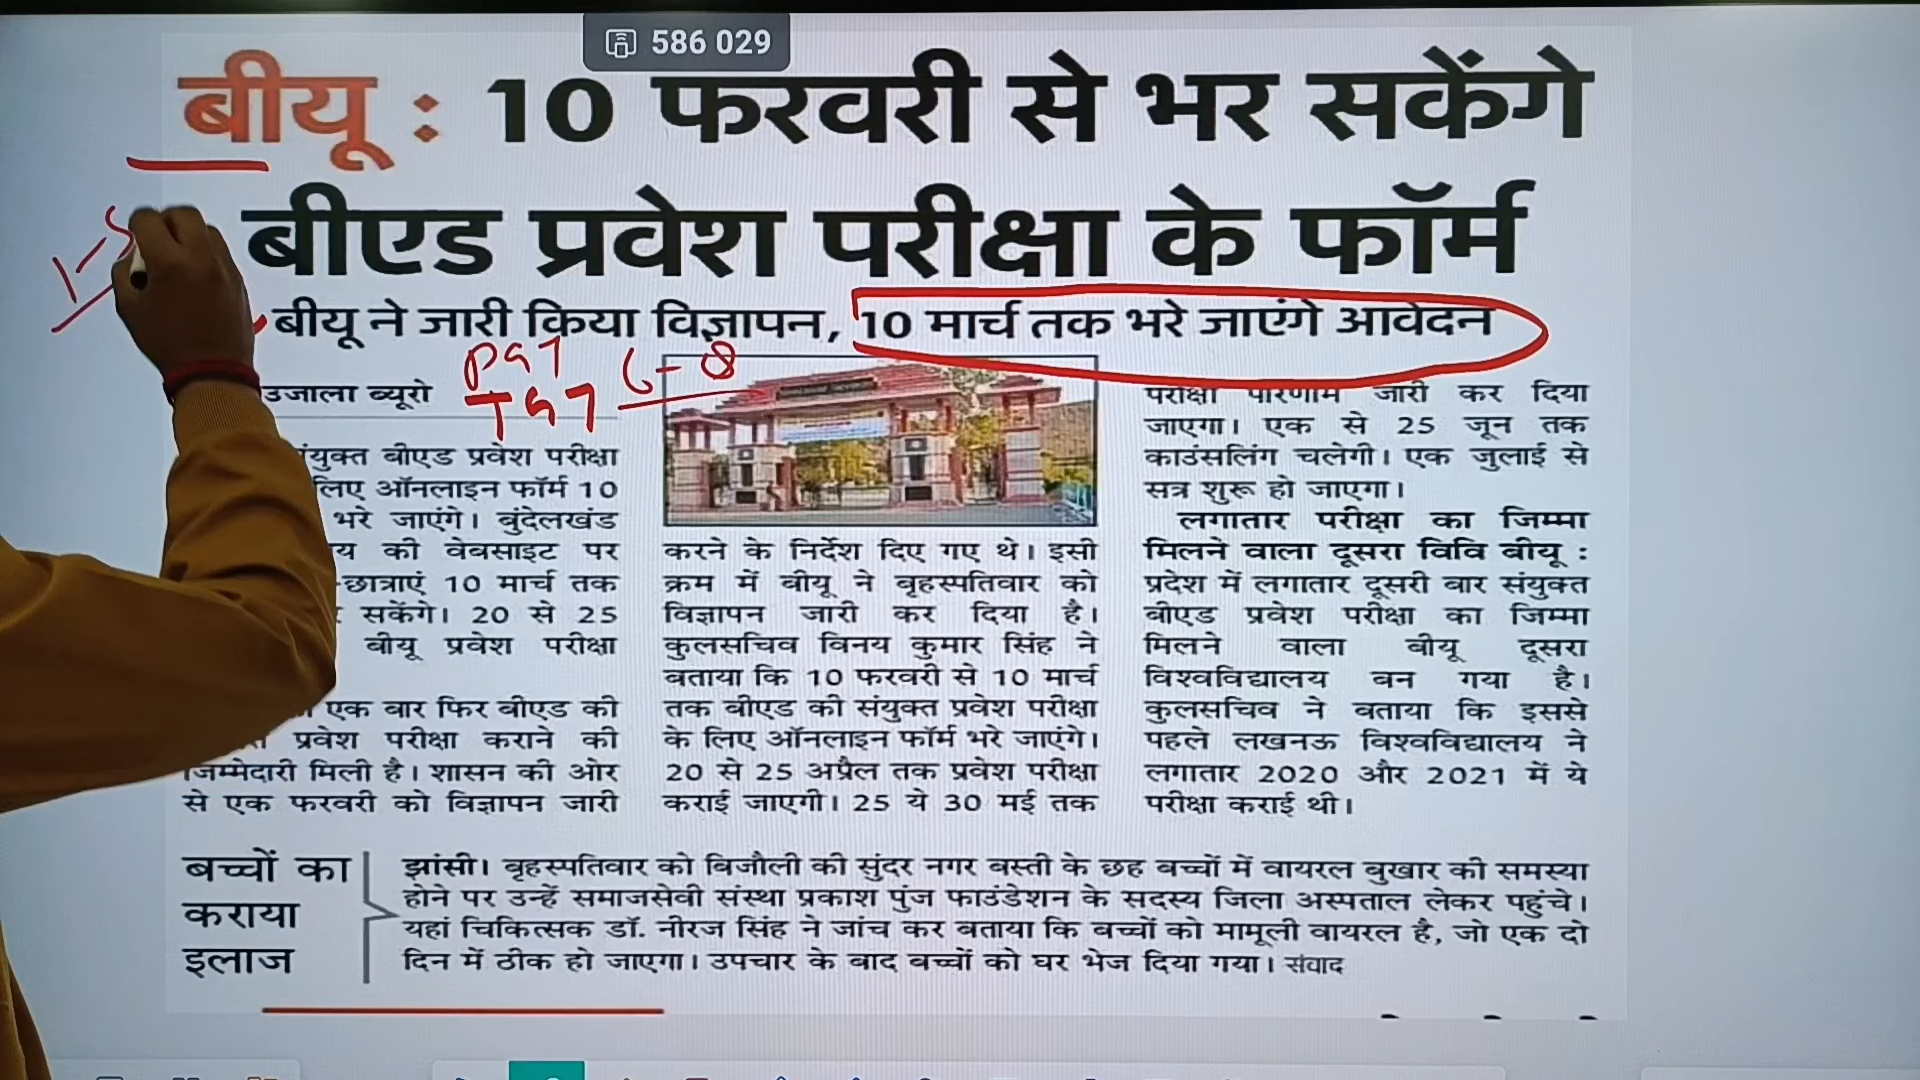 586 029
बीयू : 10 फरवरी से भर सकेंगे
बीएड प्रवेश परीक्षा के फॉर्म
बीयू ने जारी किया विज्ञापन, 10 मार्च तक भरे जाएंगे आवेदन
1-5
PGT
TGT
6-8
उजाला ब्यूरो
संयुक्त बीएड प्रवेश परीक्षा
लिए ऑनलाइन फॉर्म 10
भरे जाएंगे। बुंदेलखंड
की वेबसाइट पर
-छात्राएं 10 मार्च तक
सकेंगे। 20 से 25
बीयू प्रवेश परीक्षा
एक बार फिर बीएड की
प्रवेश परीक्षा कराने की
जिम्मेदारी मिली है। शासन की ओर
से एक फरवरी को विज्ञापन जारी
करने के निर्देश दिए गए थे। इसी
क्रम में बीयू ने बृहस्पतिवार को
विज्ञापन जारी कर दिया है।
कुलसचिव विनय कुमार सिंह ने
बताया कि 10 फरवरी से 10 मार्च
तक बीएड की संयुक्त प्रवेश परीक्षा
के लिए ऑनलाइन फॉर्म भरे जाएंगे।
20 से 25 अप्रैल तक प्रवेश परीक्षा
कराई जाएगी। 25 ये 30 मई तक
परीक्षा परिणाम जारी कर दिया
जाएगा। एक से 25 जून तक
काउंसलिंग चलेगी। एक जुलाई से
सत्र शुरू हो जाएगा।
लगातार परीक्षा का जिम्मा
मिलने वाला दूसरा विवि बीयू :
प्रदेश में लगातार दूसरी बार संयुक्त
बीएड प्रवेश परीक्षा का जिम्मा
मिलने वाला बीयू दूसरा
विश्वविद्यालय बन गया है।
कुलसचिव ने बताया कि इससे
पहले लखनऊ विश्वविद्यालय ने
लगातार 2020 और 2021 में ये
परीक्षा कराई थी।
बच्चों का
कराया
इलाज
झांसी। बृहस्पतिवार को बिजौली की सुंदर नगर बस्ती के छह बच्चों में वायरल बुखार की समस्या
होने पर उन्हें समाजसेवी संस्था प्रकाश पुंज फाउंडेशन के सदस्य जिला अस्पताल लेकर पहुंचे।
यहां चिकित्सक डॉ. नीरज सिंह ने जांच कर बताया कि बच्चों को मामूली वायरल है, जो एक दो
दिन में ठीक हो जाएगा। उपचार के बाद बच्चों को घर भेज दिया गया। संवाद